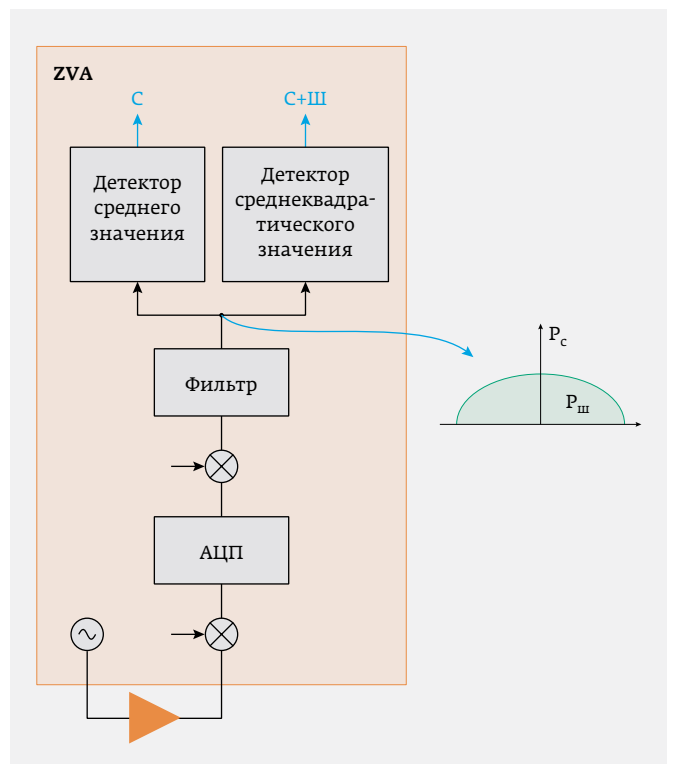 ZVA
С
С+Ш
Детектор
среднего
значения
Детектор
среднеквадра-
тического
значения
Фильтр
АЦП
Pс
Pш